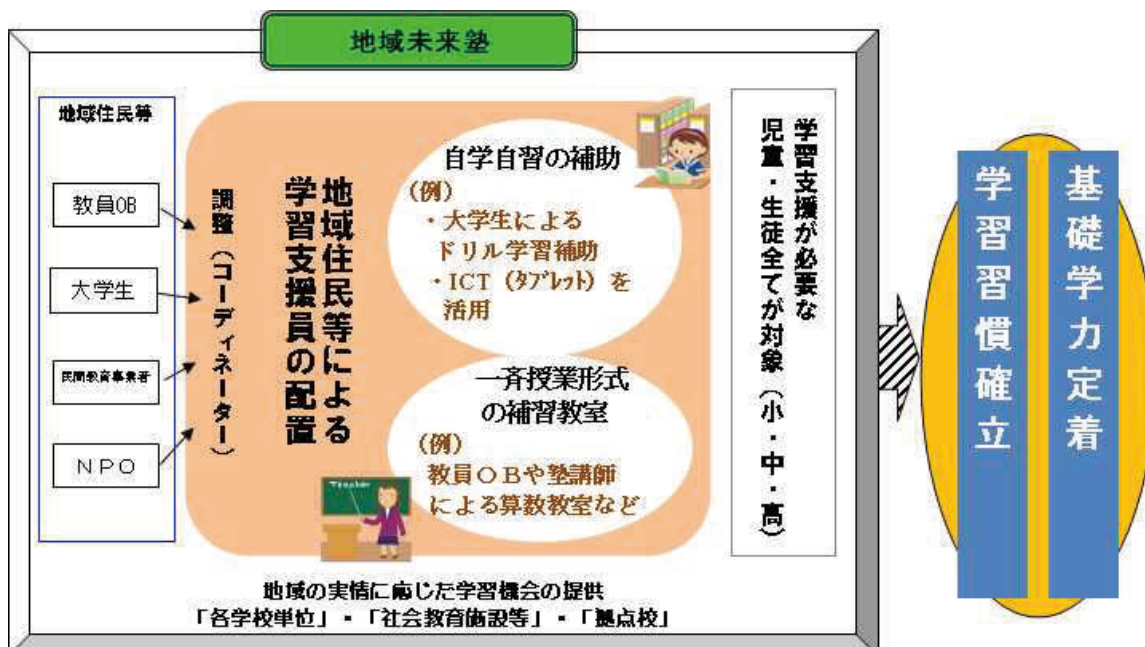 地域未来塾
地域住民等
教員OB
大学生
民間教育事業者
NPO
調整(コーディネーター)
地域住民等による
学習支援員の配置
自学自習の補助
(例)
・大学生による
ドリル学習補助
・ICT(タブレット)を
活用
一斉授業形式
の補習教室
(例)
教員OBや塾講師
による算数教室など
学習支援が必要な
児童・生徒全てが対象(小・中・高)
地域の実情に応じた学習機会の提供
「各学校単位」・「社会教育施設等」・「拠点校」
基礎学力定着
学習習慣確立